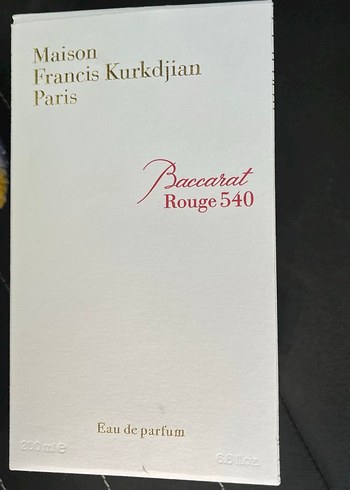 Maison
Francis Kurkdjian
Paris
Baccarat
Rouge 540
Eau de parfum
200 ml e
6.8 fl.oz.